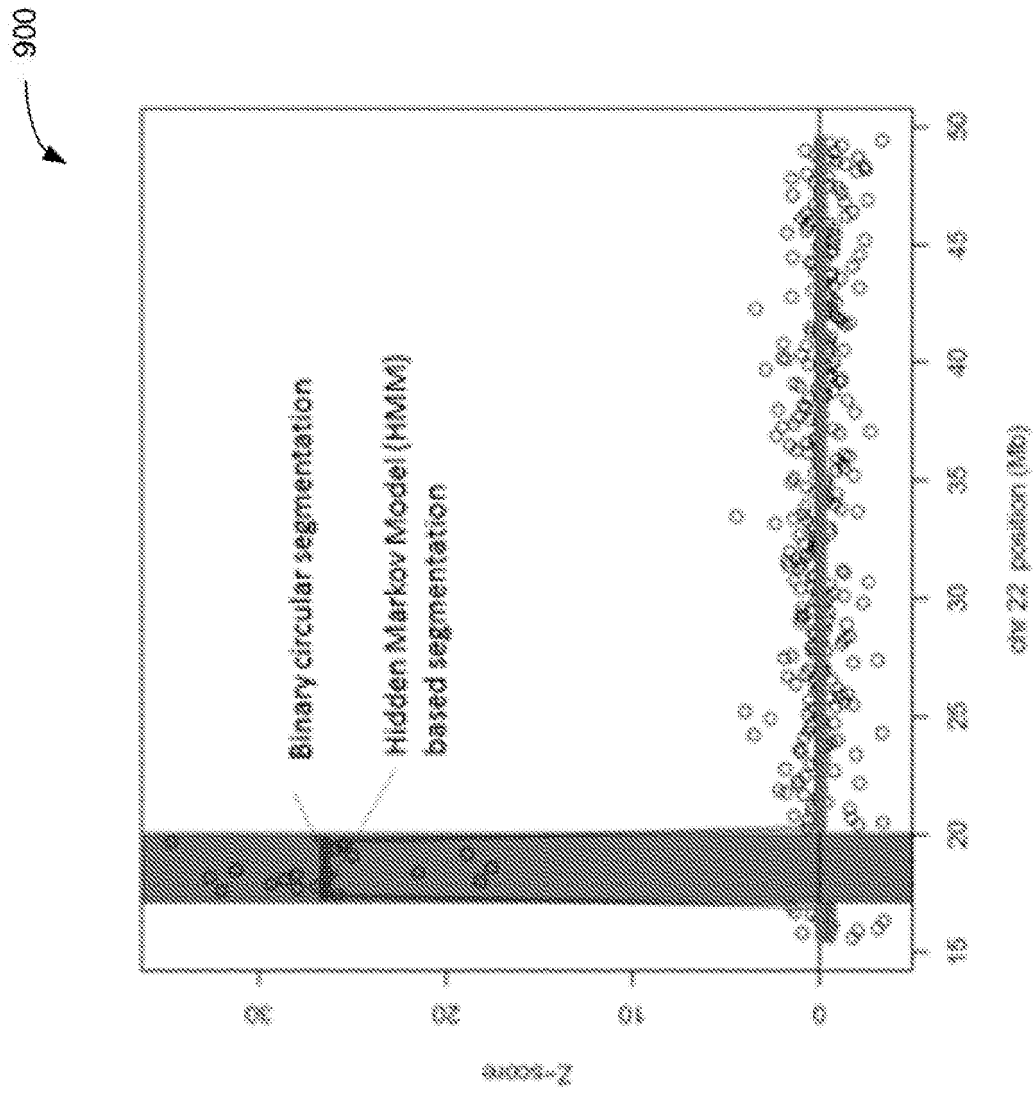 900
Binary circular segmentation
Hidden Markov Model (HMM)
based segmentation
Z-score
30
20
10
0
15
20
25
30
35
40
45
50
chr 22 position (Mb)